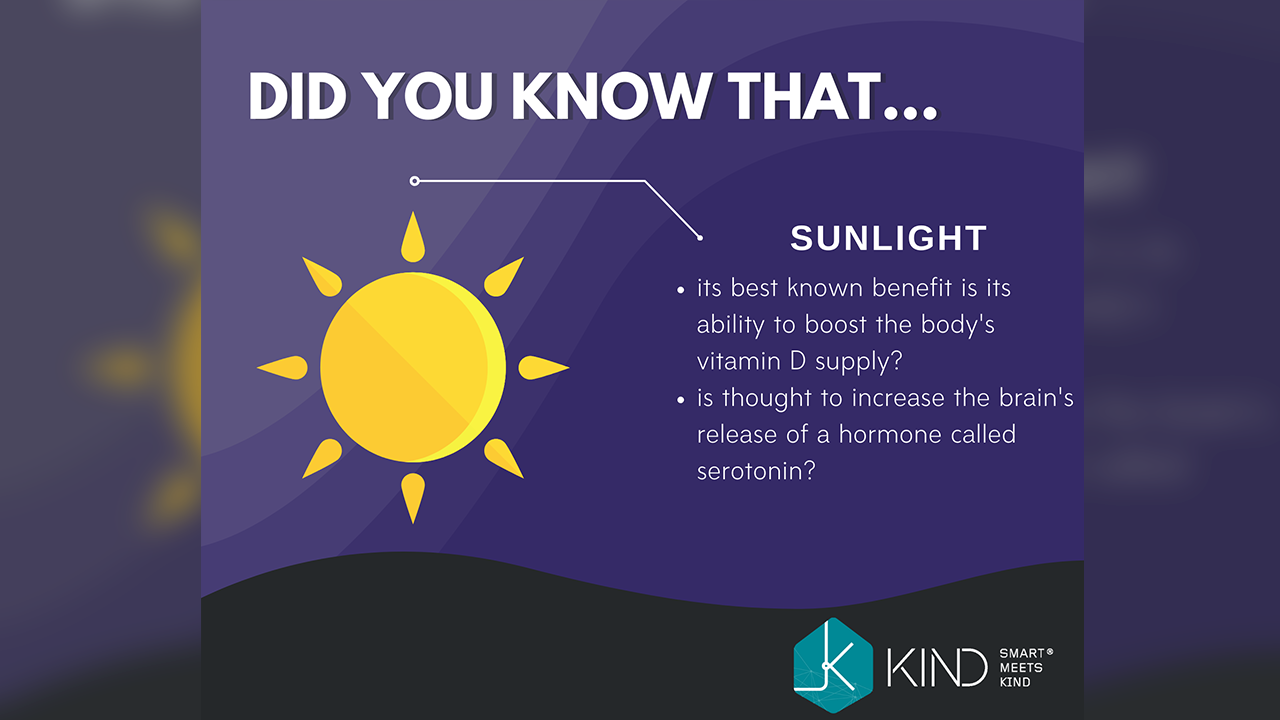 DID YOU KNOW THAT...
SUNLIGHT
• its best known benefit is its
ability to boost the body's
vitamin D supply?
• is thought to increase the brain's
release of a hormone called
serotonin?
KIND
SMART®
MEETS
KIND